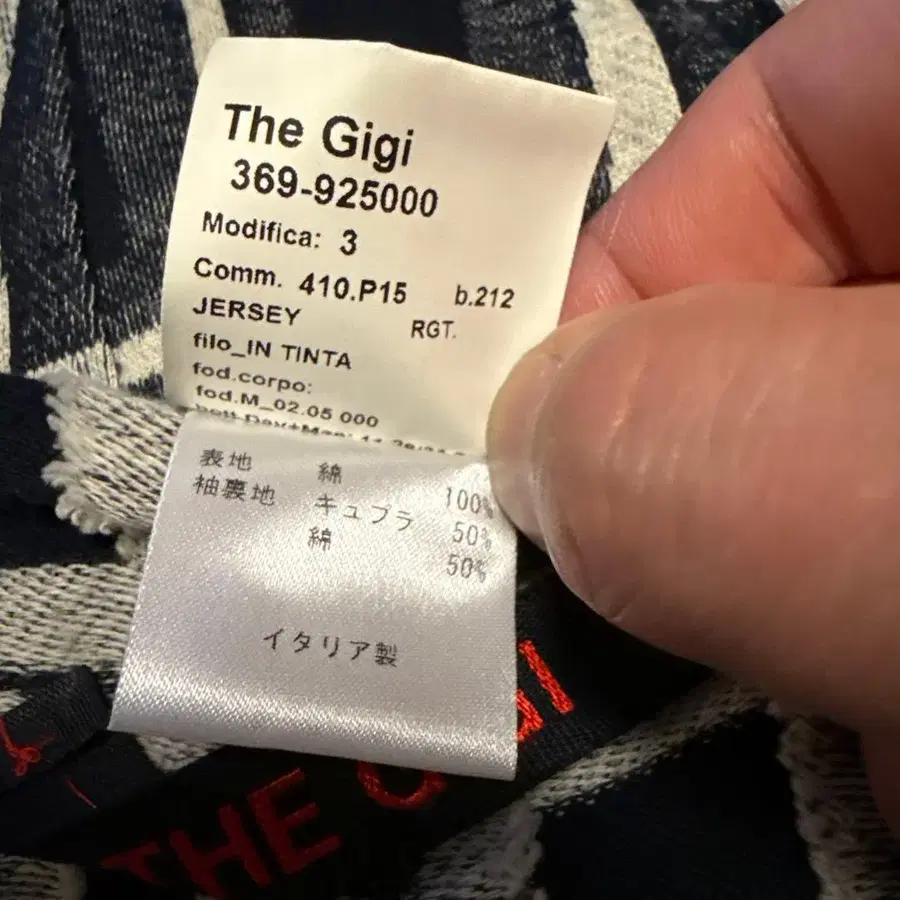 The Gigi
369-925000
Modifica: 3
Comm. 410.P15 b.212
JERSEY RGT.
filo_IN TINTA
fod.corpo:
fod.M_02.05 000
表地 綿 100%
袖裏地 キュプラ 50%
綿 50%
イタリア製
THE GIGI